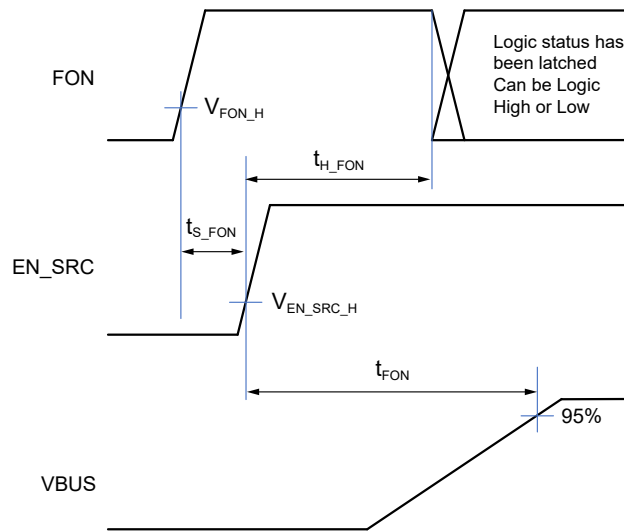 FON
Logic status has
been latched
Can be Logic
High or Low
V_FON_H
t_H_FON
t_S_FON
EN_SRC
V_EN_SRC_H
t_FON
95%
VBUS